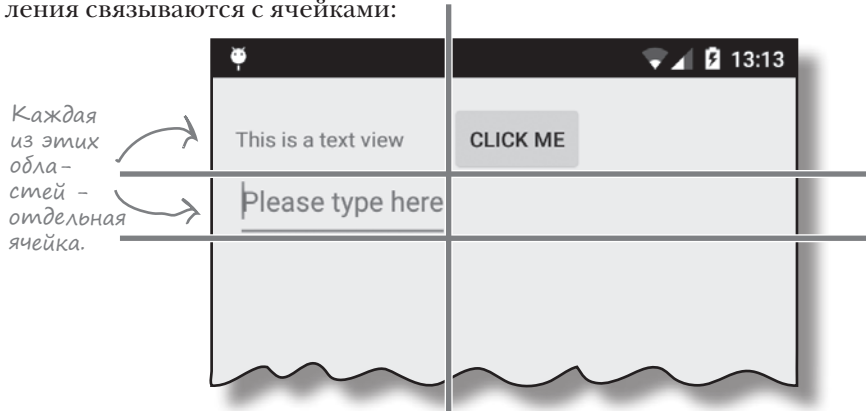 ления связываются с ячейками:
13:13
Каждая
из этих
обла-
стей -
отдельная
ячейка.
This is a text view
CLICK ME
Please type here